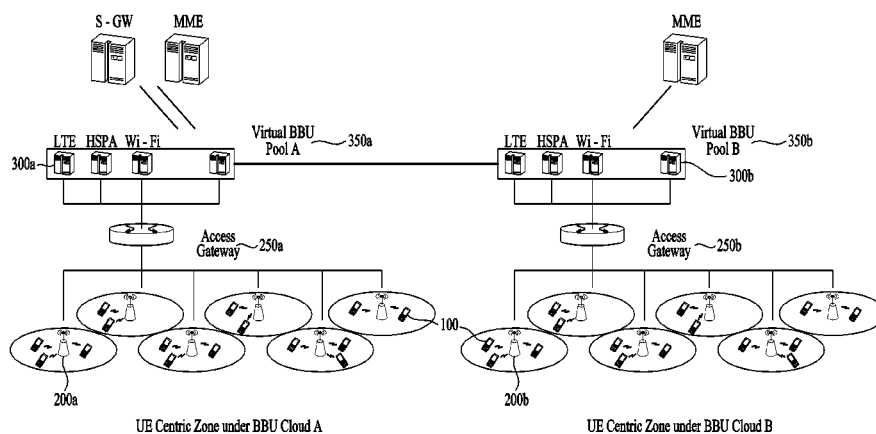 S - GW MME MME
LTE HSPA Wi - Fi
Virtual BBU
Pool A
350a
300a
LTE HSPA Wi - Fi
Virtual BBU
Pool B
350b
300b
Access
Gateway
250a
Access
Gateway
250b
100
100
200a
200b
UE Centric Zone under BBU Cloud A
UE Centric Zone under BBU Cloud B